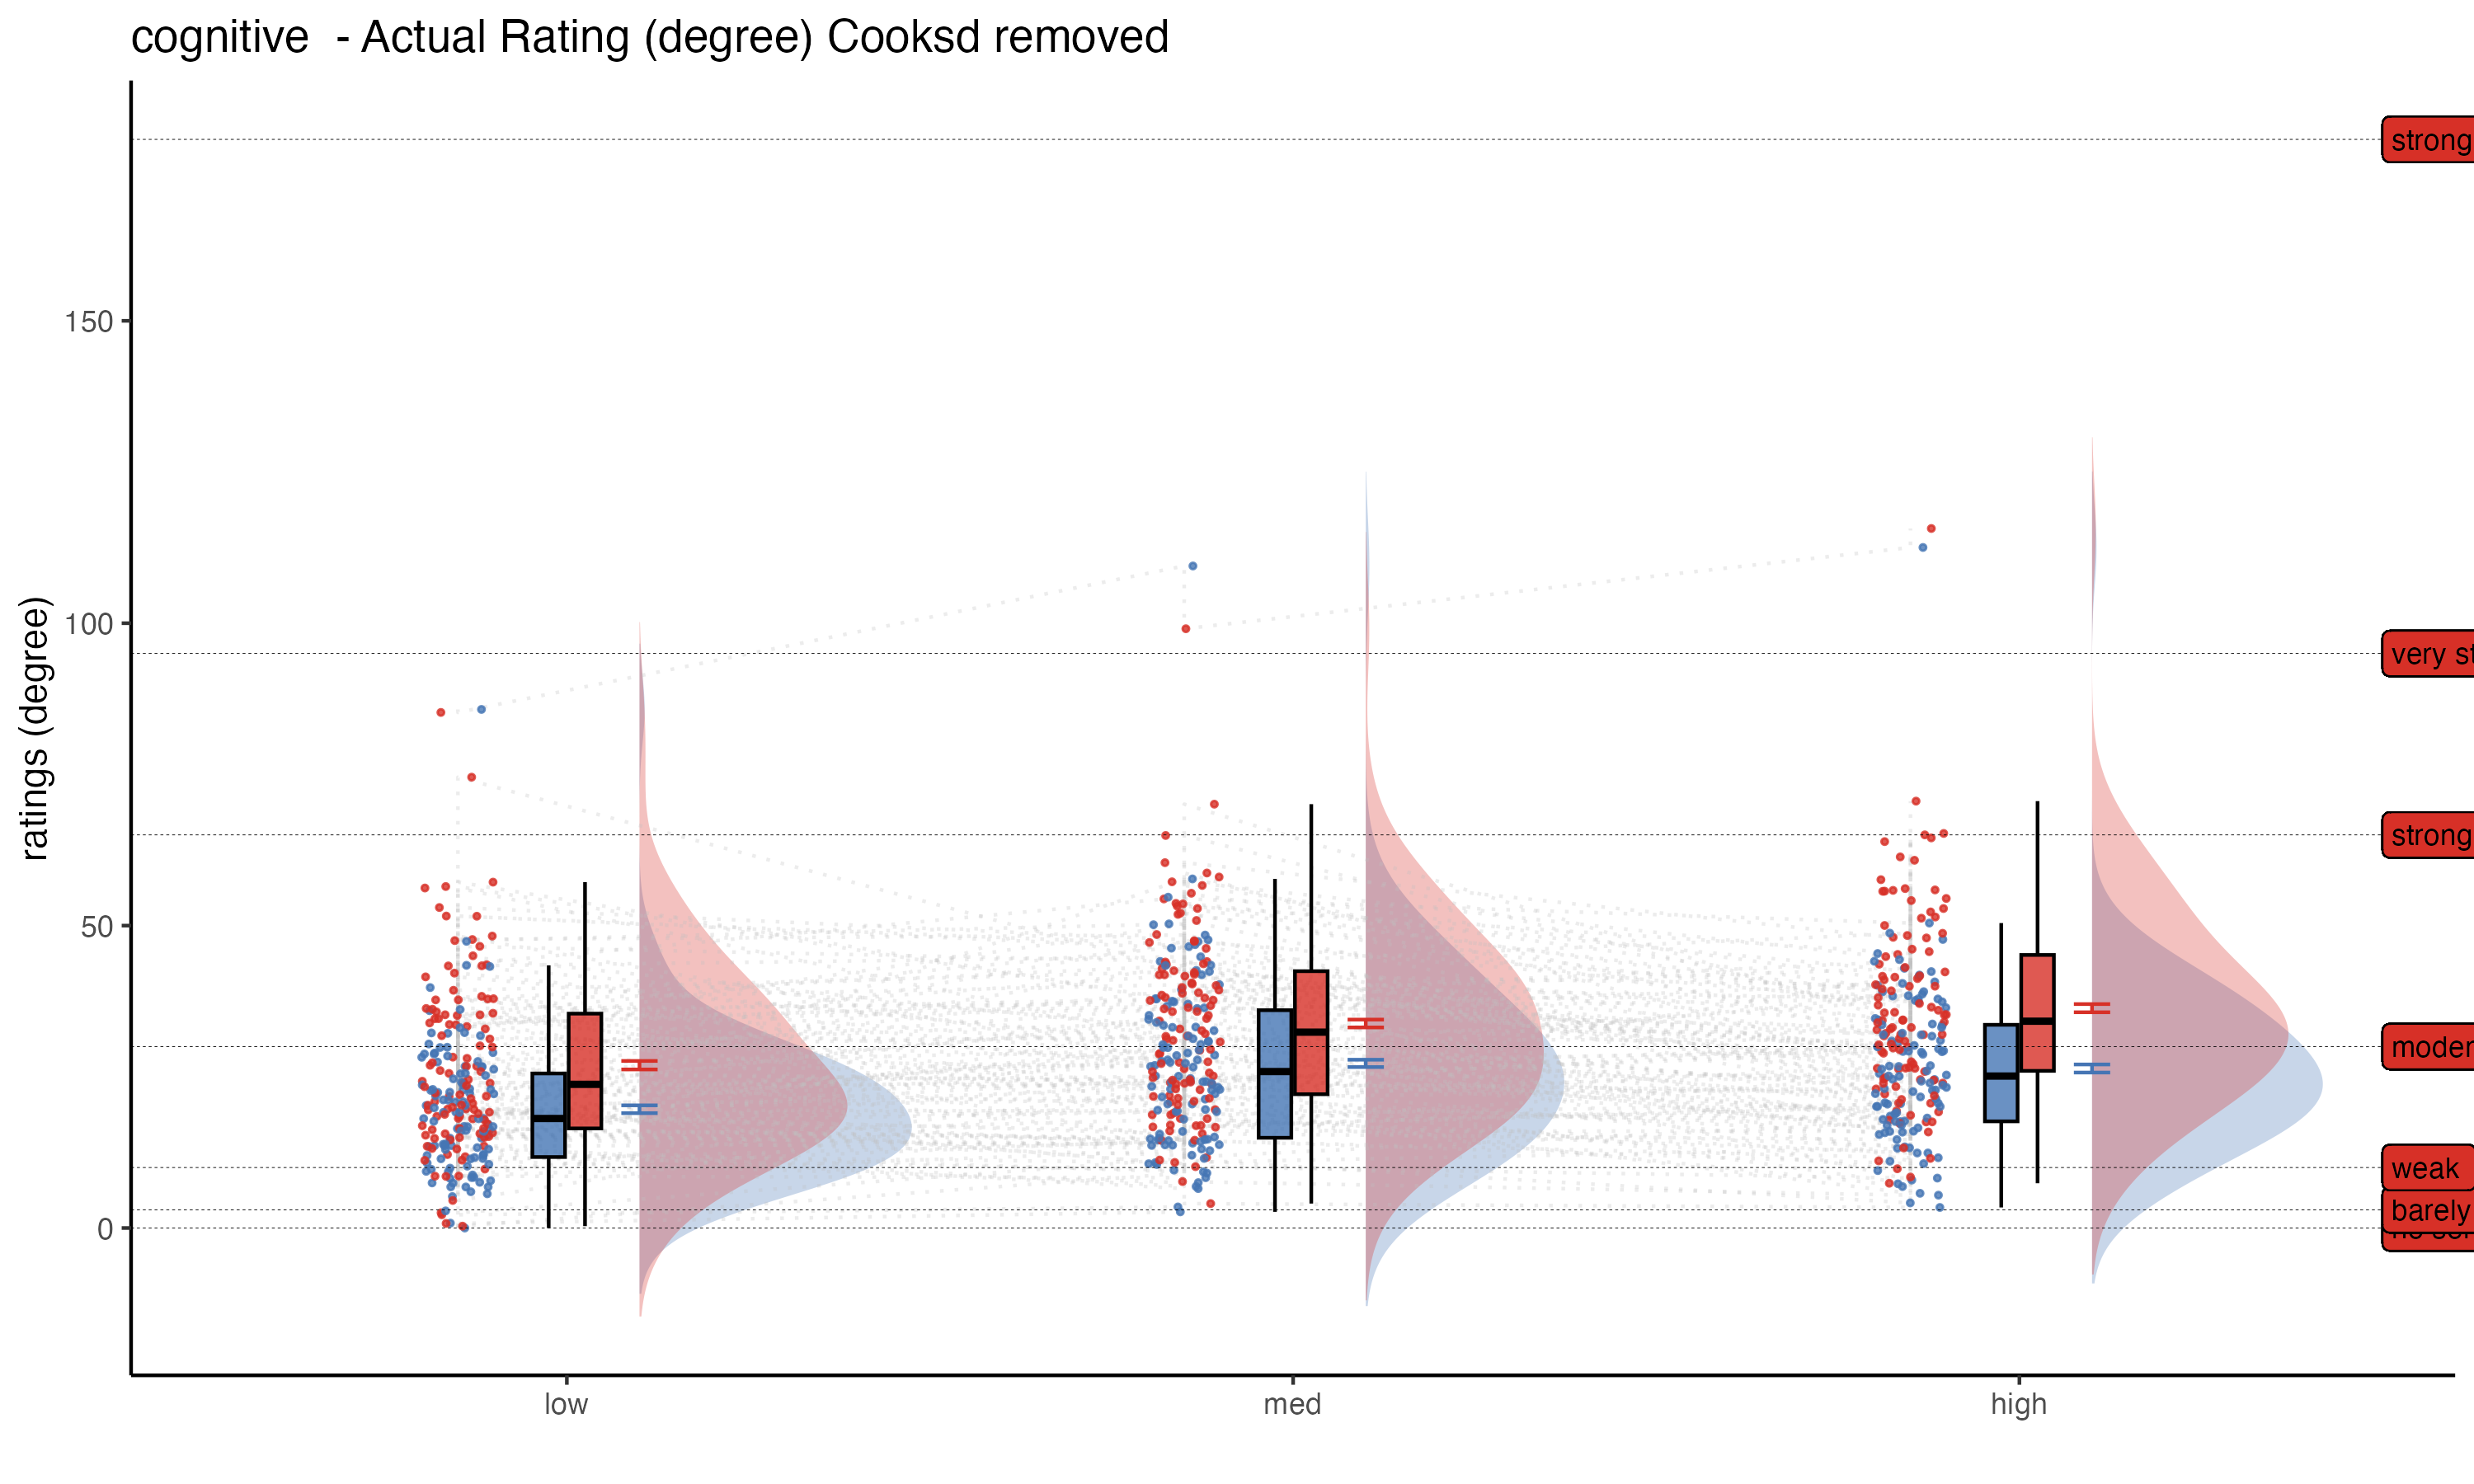 cognitive  - Actual Rating (degree) Cooksd removed
ratings (degree)
150
100
50
0
strong
very st
strong
moder
weak
barely
low
med
high